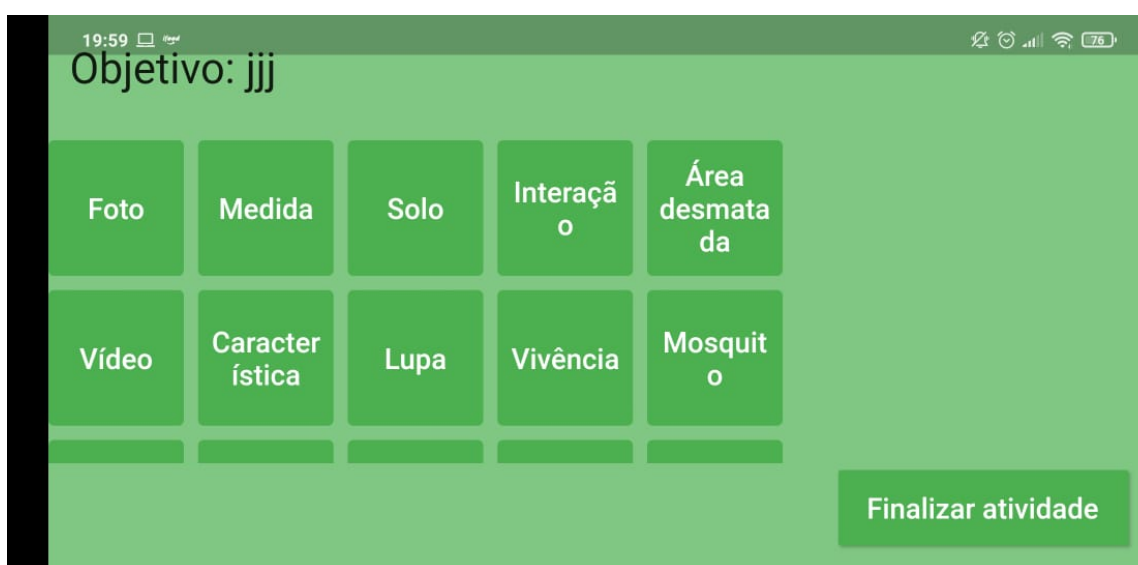 19:59
76
Objetivo: jjj
Foto
Medida
Solo
Interaçã
o
Área
desmata
da
Vídeo
Caracter
ística
Lupa
Vivência
Mosquit
o
Finalizar atividade